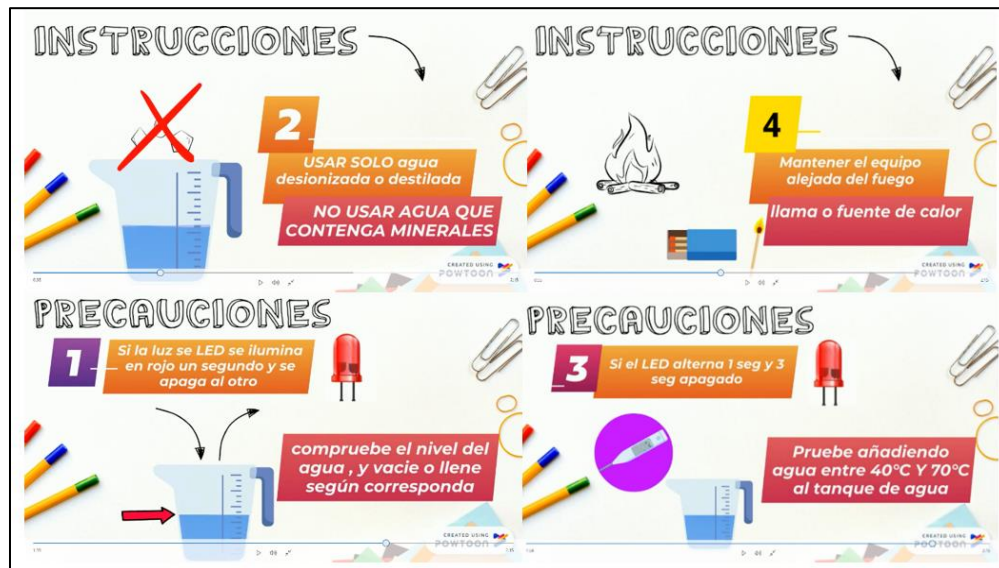 INSTRUCCIONES
2
USAR SOLO agua
desionizada o destilada
NO USAR AGUA QUE
CONTENGA MINERALES
CREATED USING
POWTOON
INSTRUCCIONES
4
Mantener el equipo
alejada del fuego
llama o fuente de calor
CREATED USING
POWTOON
PRECAUCIONES
1
Si la luz se LED se ilumina
en rojo un segundo y se
apaga al otro
compruebe el nivel del
agua , y vacie o llene
según corresponda
CREATED USING
POWTOON
PRECAUCIONES
3
Si el LED alterna 1 seg y 3
seg apagado
Pruebe añadiendo
agua entre 40°C Y 70°C
al tanque de agua
CREATED USING
POWTOON